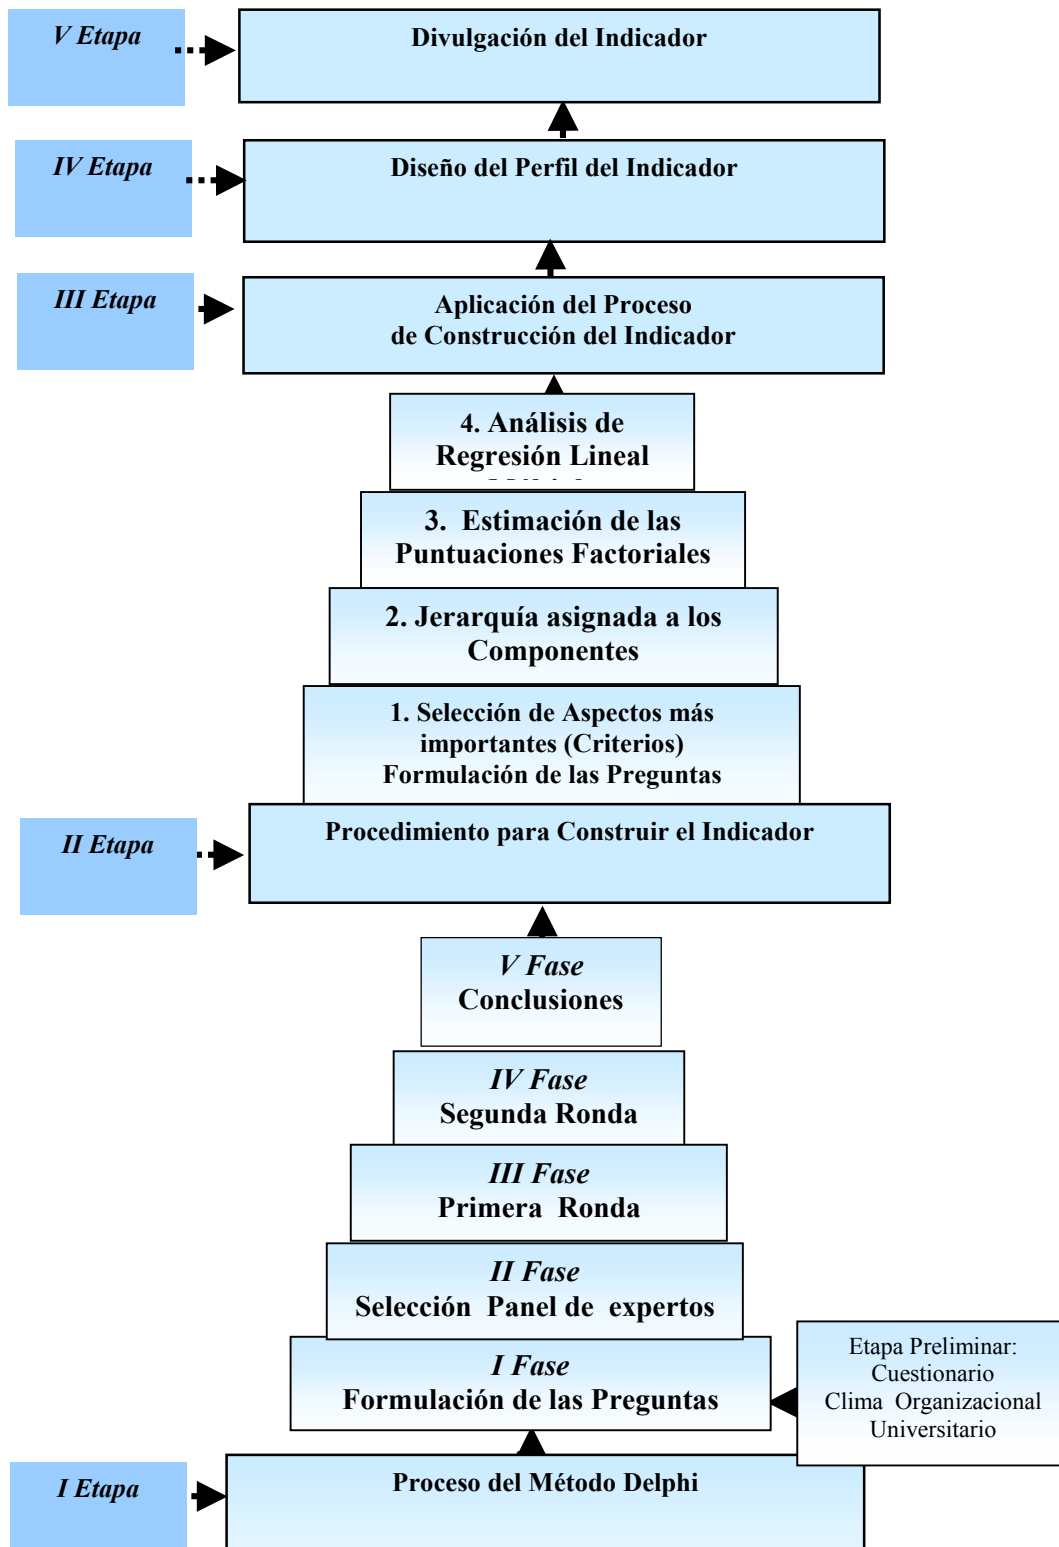 V Etapa
Divulgación del Indicador
IV Etapa
Diseño del Perfil del Indicador
III Etapa
Aplicación del Proceso
de Construcción del Indicador
4. Análisis de
Regresión Lineal
3. Estimación de las
Puntuaciones Factoriales
2. Jerarquía asignada a los
Componentes
1. Selección de Aspectos más
importantes (Criterios)
Formulación de las Preguntas
II Etapa
Procedimiento para Construir el Indicador
V Fase
Conclusiones
IV Fase
Segunda Ronda
III Fase
Primera Ronda
II Fase
Selección Panel de expertos
I Fase
Formulación de las Preguntas
Etapa Preliminar:
Cuestionario
Clima Organizacional
Universitario
I Etapa
Proceso del Método Delphi